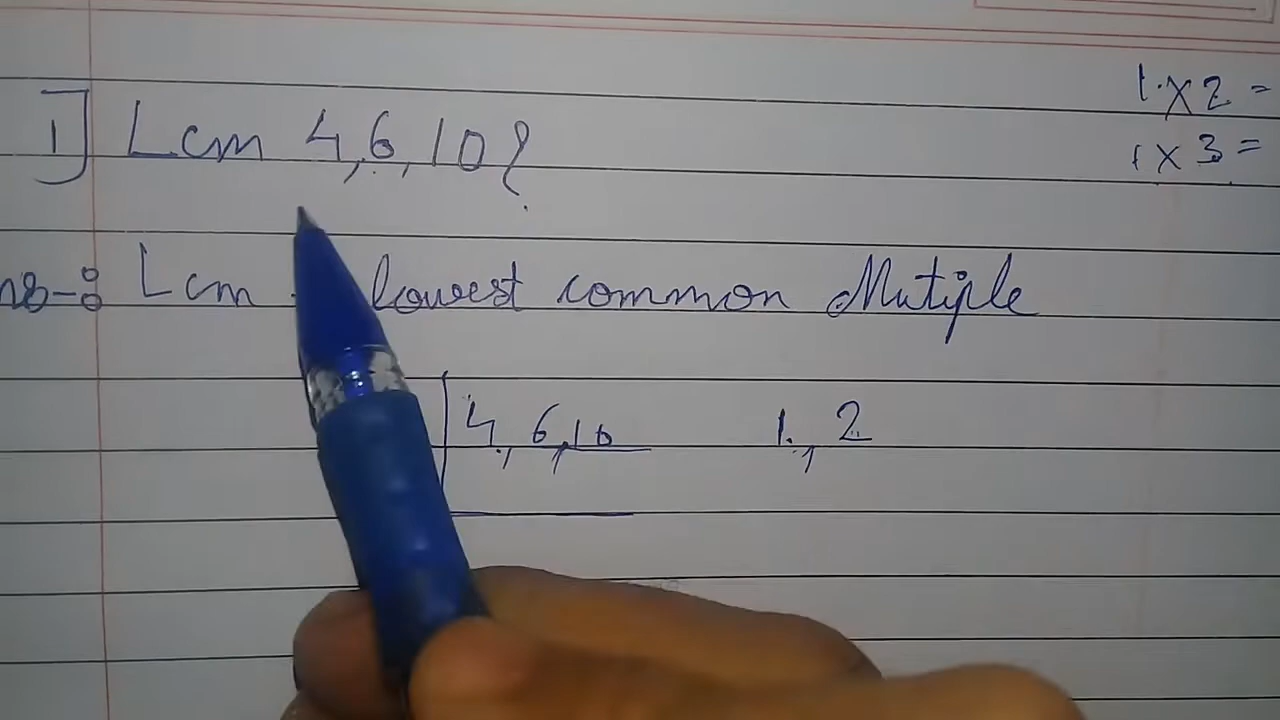 1] Lcm 4,6,10?
1×2=
1×3=
Lcm lowest common Mutiple
4,6,10 1,2